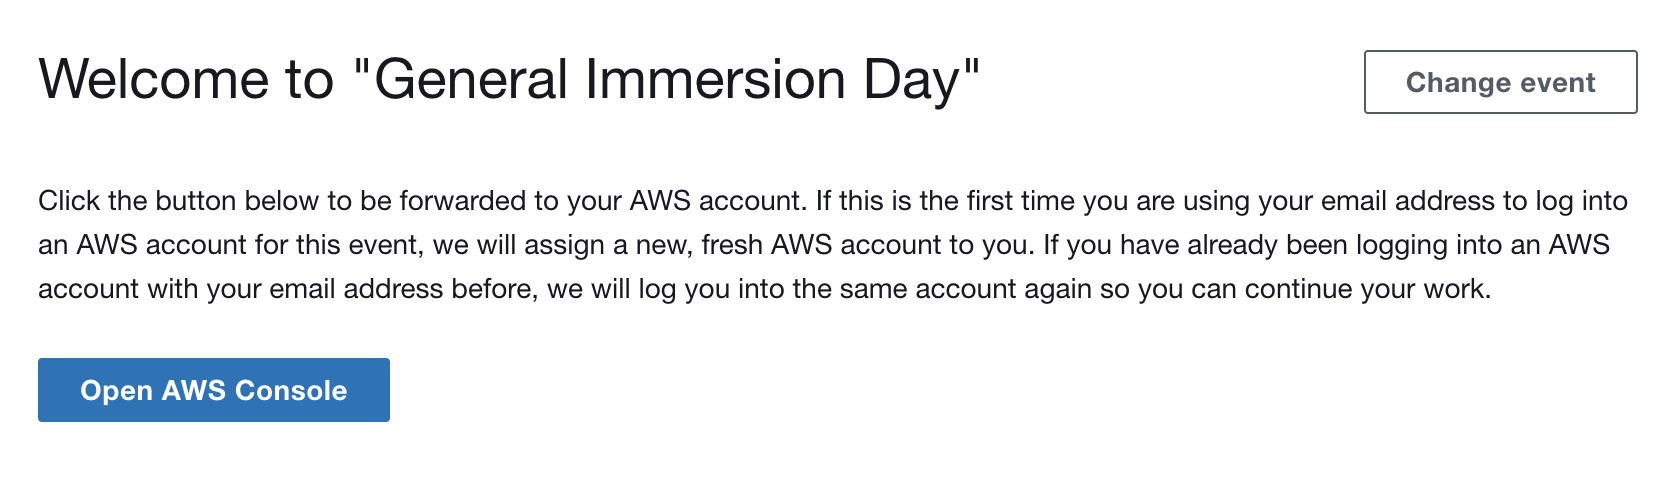 Welcome to "General Immersion Day"
Change event
Click the button below to be forwarded to your AWS account. If this is the first time you are using your email address to log into
an AWS account for this event, we will assign a new, fresh AWS account to you. If you have already been logging into an AWS
account with your email address before, we will log you into the same account again so you can continue your work.
Open AWS Console